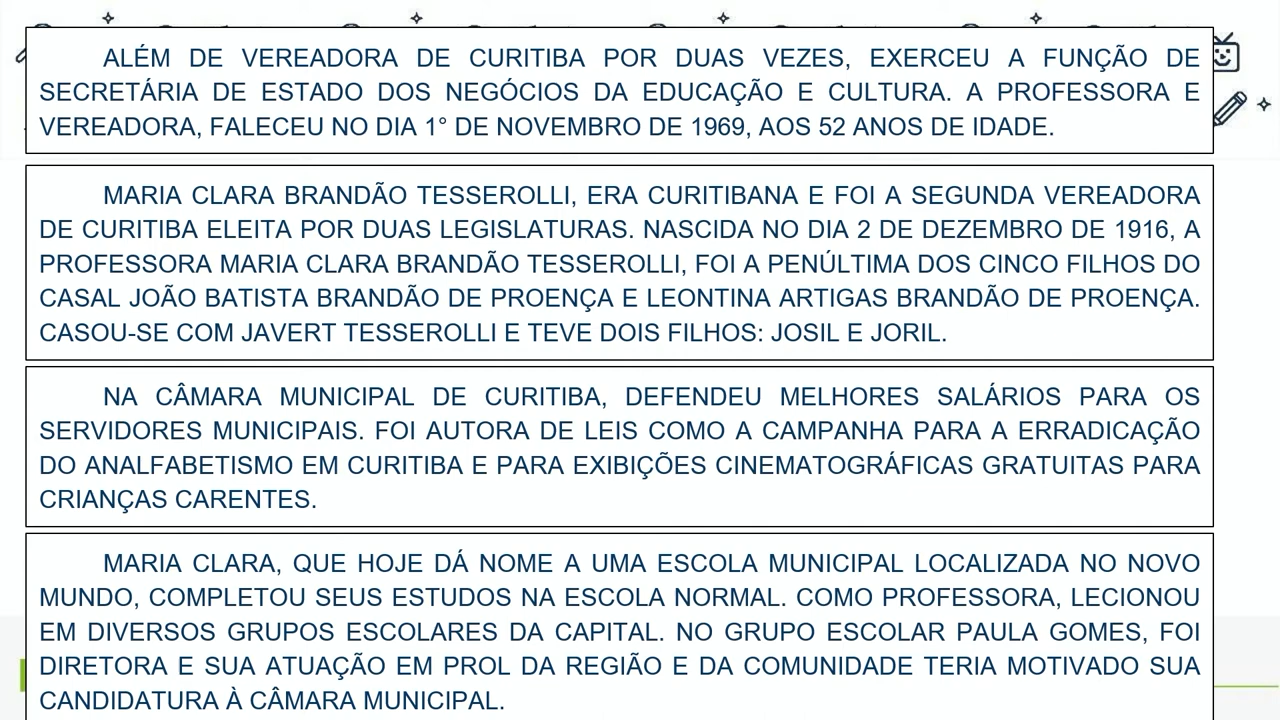 ALÉM DE VEREADORA DE CURITIBA POR DUAS VEZES, EXERCEU A FUNÇÃO DE
SECRETÁRIA DE ESTADO DOS NEGÓCIOS DA EDUCAÇÃO E CULTURA. A PROFESSORA E
VEREADORA, FALECEU NO DIA 1° DE NOVEMBRO DE 1969, AOS 52 ANOS DE IDADE.
MARIA CLARA BRANDÃO TESSEROLLI, ERA CURITIBANA E FOI A SEGUNDA VEREADORA
DE CURITIBA ELEITA POR DUAS LEGISLATURAS. NASCIDA NO DIA 2 DE DEZEMBRO DE 1916, A
PROFESSORA MARIA CLARA BRANDÃO TESSEROLLI, FOI A PENÚLTIMA DOS CINCO FILHOS DO
CASAL JOÃO BATISTA BRANDÃO DE PROENÇA E LEONTINA ARTIGAS BRANDÃO DE PROENÇA.
CASOU-SE COM JAVERT TESSEROLLI E TEVE DOIS FILHOS: JOSIL E JORIL.
NA CÂMARA MUNICIPAL DE CURITIBA, DEFENDEU MELHORES SALÁRIOS PARA OS
SERVIDORES MUNICIPAIS. FOI AUTORA DE LEIS COMO A CAMPANHA PARA A ERRADICAÇÃO
DO ANALFABETISMO EM CURITIBA E PARA EXIBIÇÕES CINEMATOGRÁFICAS GRATUITAS PARA
CRIANÇAS CARENTES.
MARIA CLARA, QUE HOJE DÁ NOME A UMA ESCOLA MUNICIPAL LOCALIZADA NO NOVO
MUNDO, COMPLETOU SEUS ESTUDOS NA ESCOLA NORMAL. COMO PROFESSORA, LECIONOU
EM DIVERSOS GRUPOS ESCOLARES DA CAPITAL. NO GRUPO ESCOLAR PAULA GOMES, FOI
DIRETORA E SUA ATUAÇÃO EM PROL DA REGIÃO E DA COMUNIDADE TERIA MOTIVADO SUA
CANDIDATURA À CÂMARA MUNICIPAL.